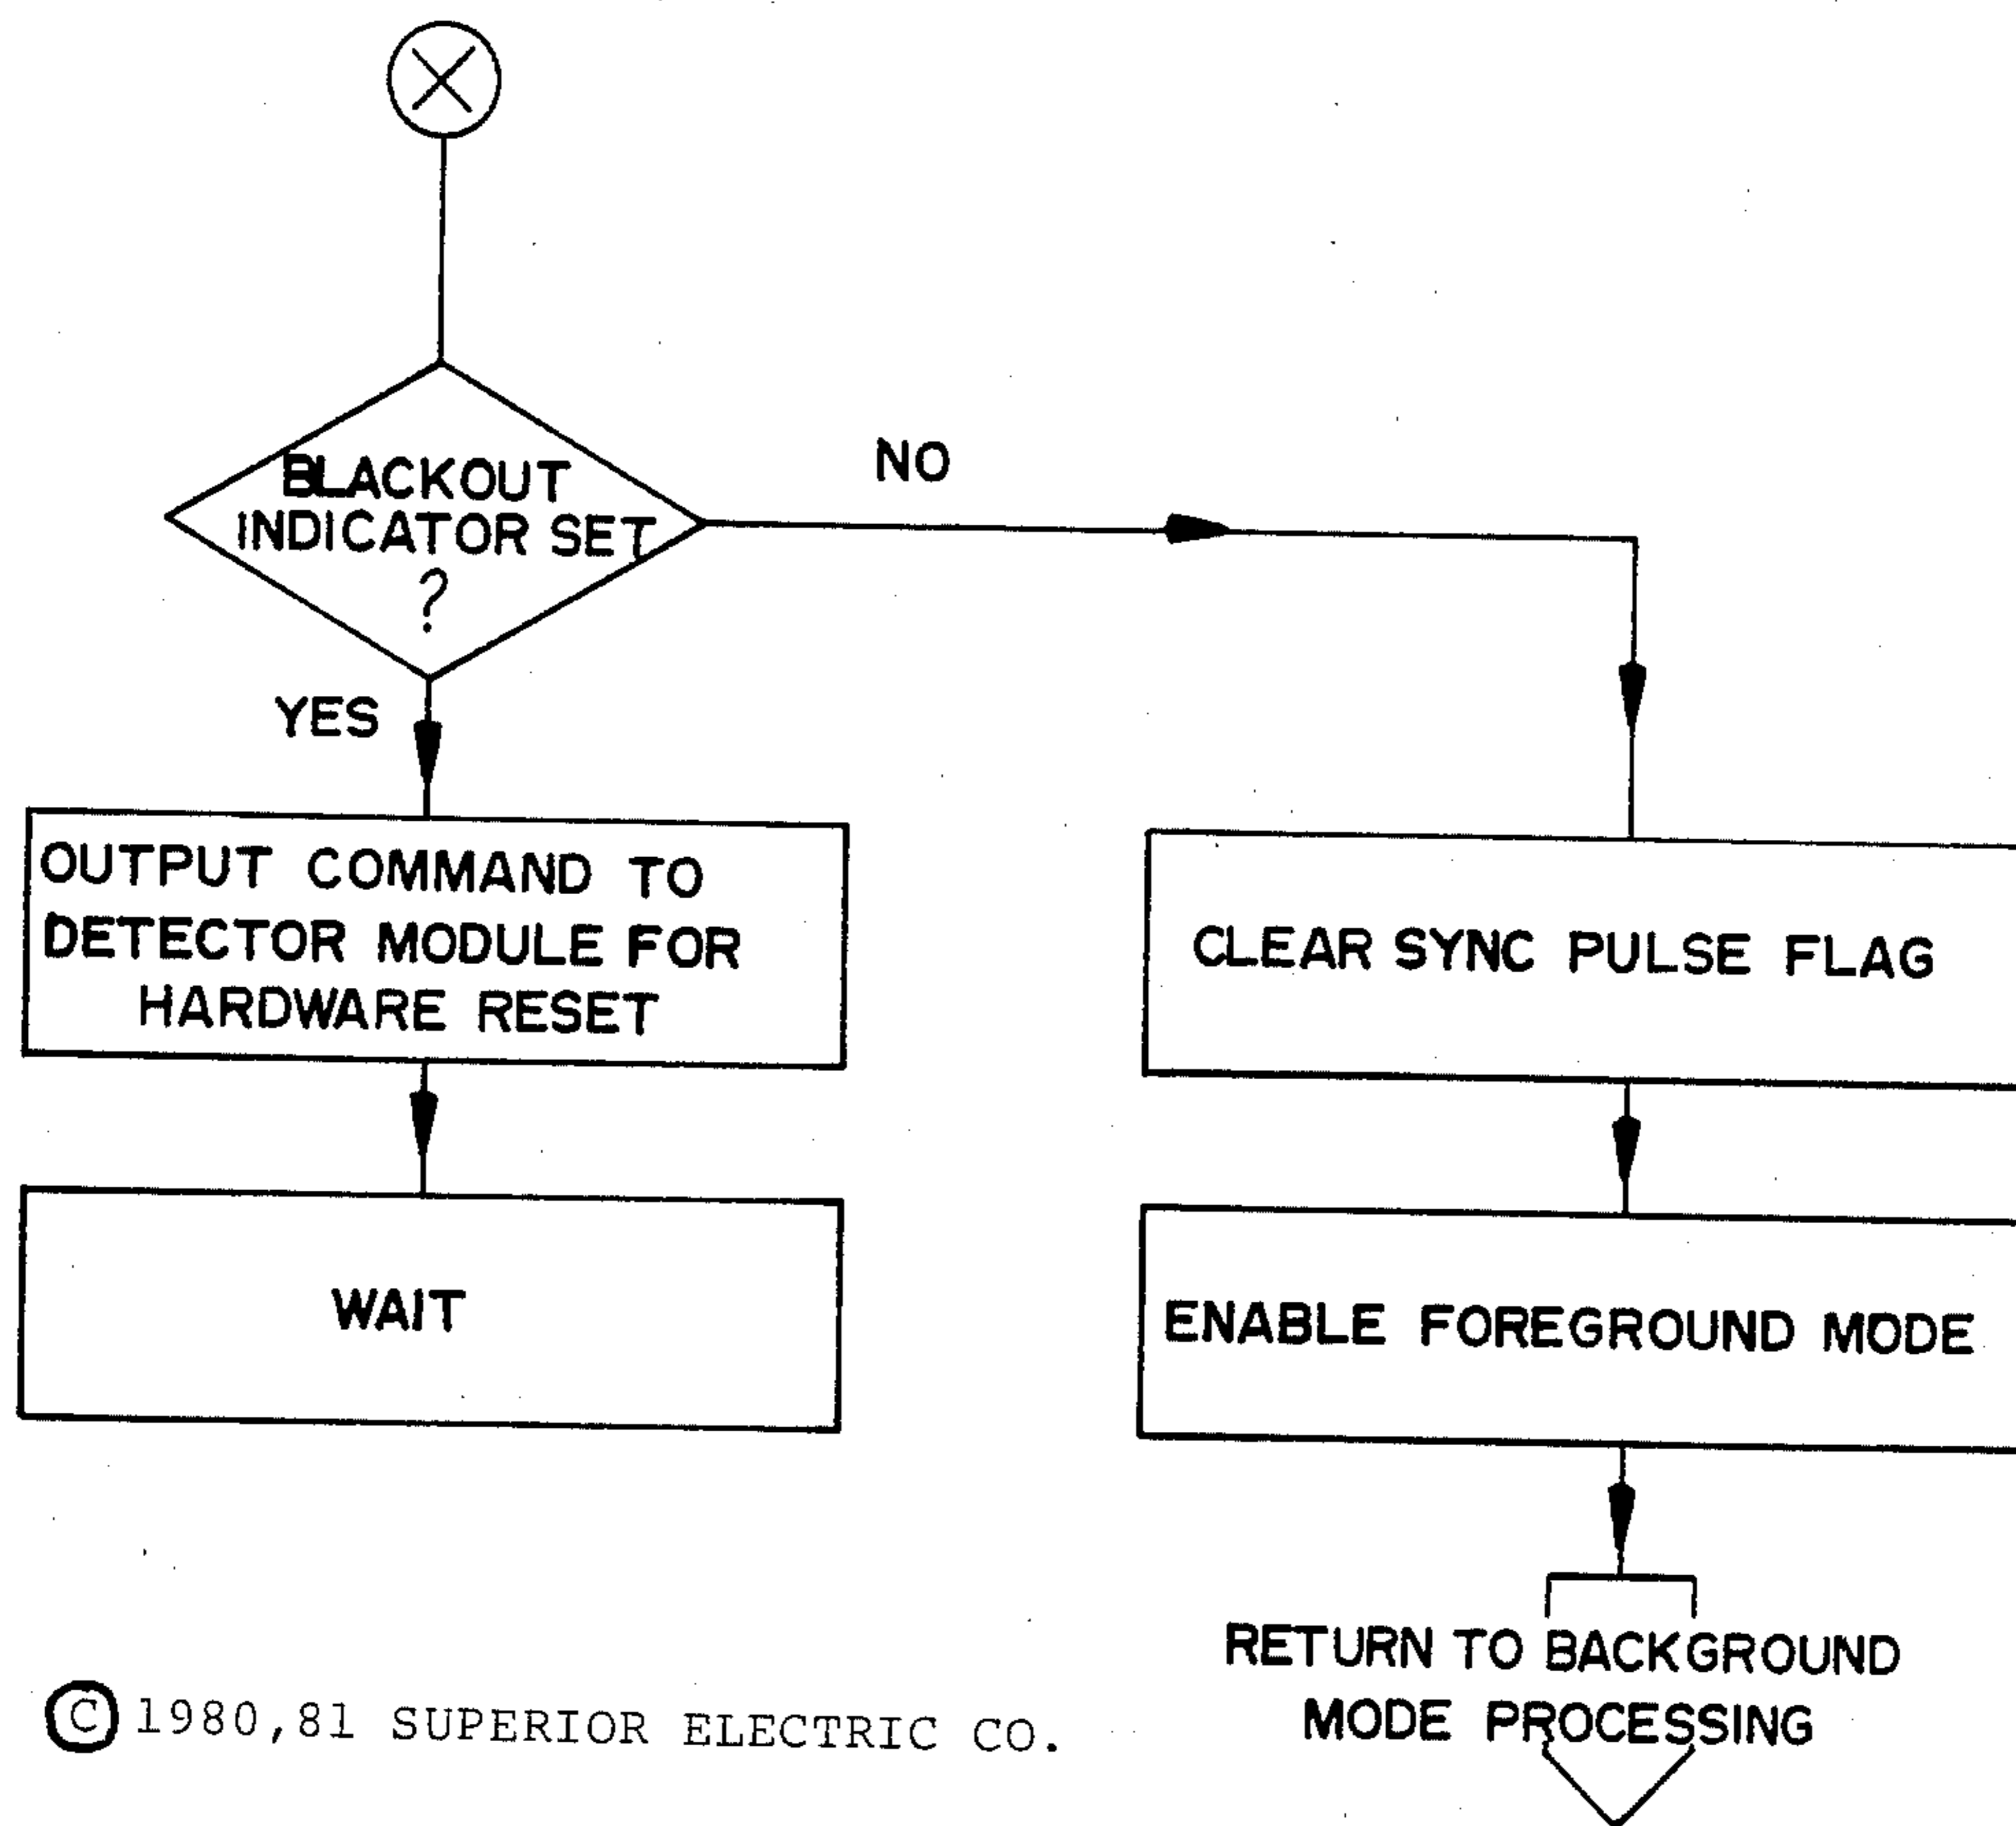 BLACKOUT
INDICATOR SET
?
NO
YES
OUTPUT COMMAND TO
DETECTOR MODULE FOR
HARDWARE RESET
WAIT
CLEAR SYNC PULSE FLAG
ENABLE FOREGROUND MODE
RETURN TO BACKGROUND
MODE PROCESSING
© 1980,81 SUPERIOR ELECTRIC CO.